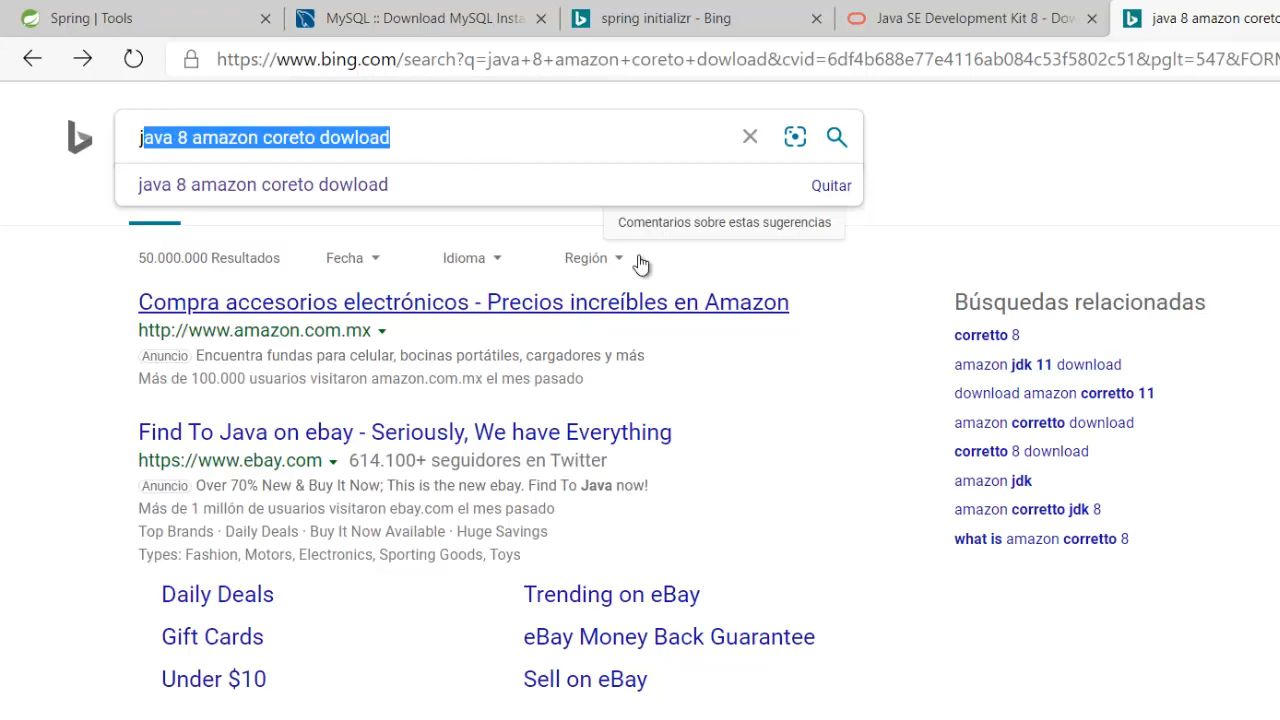 Spring | Tools
MySQL :: Download MySQL Insta
spring initializr - Bing
Java SE Development Kit 8 - Dow
java 8 amazon coreto
https://www.bing.com/search?q=java+8+amazon+coreto+dowload&cvid=6df4b688e77e4116ab084c53f5802c51&pglt=547&FORM
java 8 amazon coreto dowload
java 8 amazon coreto dowload
Quitar
Comentarios sobre estas sugerencias
50.000.000 Resultados
Fecha
Idioma
Región
Compra accesorios electrónicos - Precios increíbles en Amazon
http://www.amazon.com.mx
Anuncio Encuentra fundas para celular, bocinas portátiles, cargadores y más
Más de 100.000 usuarios visitaron amazon.com.mx el mes pasado
Find To Java on ebay - Seriously, We have Everything
https://www.ebay.com 614.100+ seguidores en Twitter
Anuncio Over 70% New & Buy It Now; This is the new ebay. Find To Java now!
Más de 1 millón de usuarios visitaron ebay.com el mes pasado
Top Brands · Daily Deals · Buy It Now Available · Huge Savings
Types: Fashion, Motors, Electronics, Sporting Goods, Toys
Daily Deals
Trending on eBay
Gift Cards
eBay Money Back Guarantee
Under $10
Sell on eBay
Búsquedas relacionadas
corretto 8
amazon jdk 11 download
download amazon corretto 11
amazon corretto download
corretto 8 download
amazon jdk
amazon corretto jdk 8
what is amazon corretto 8